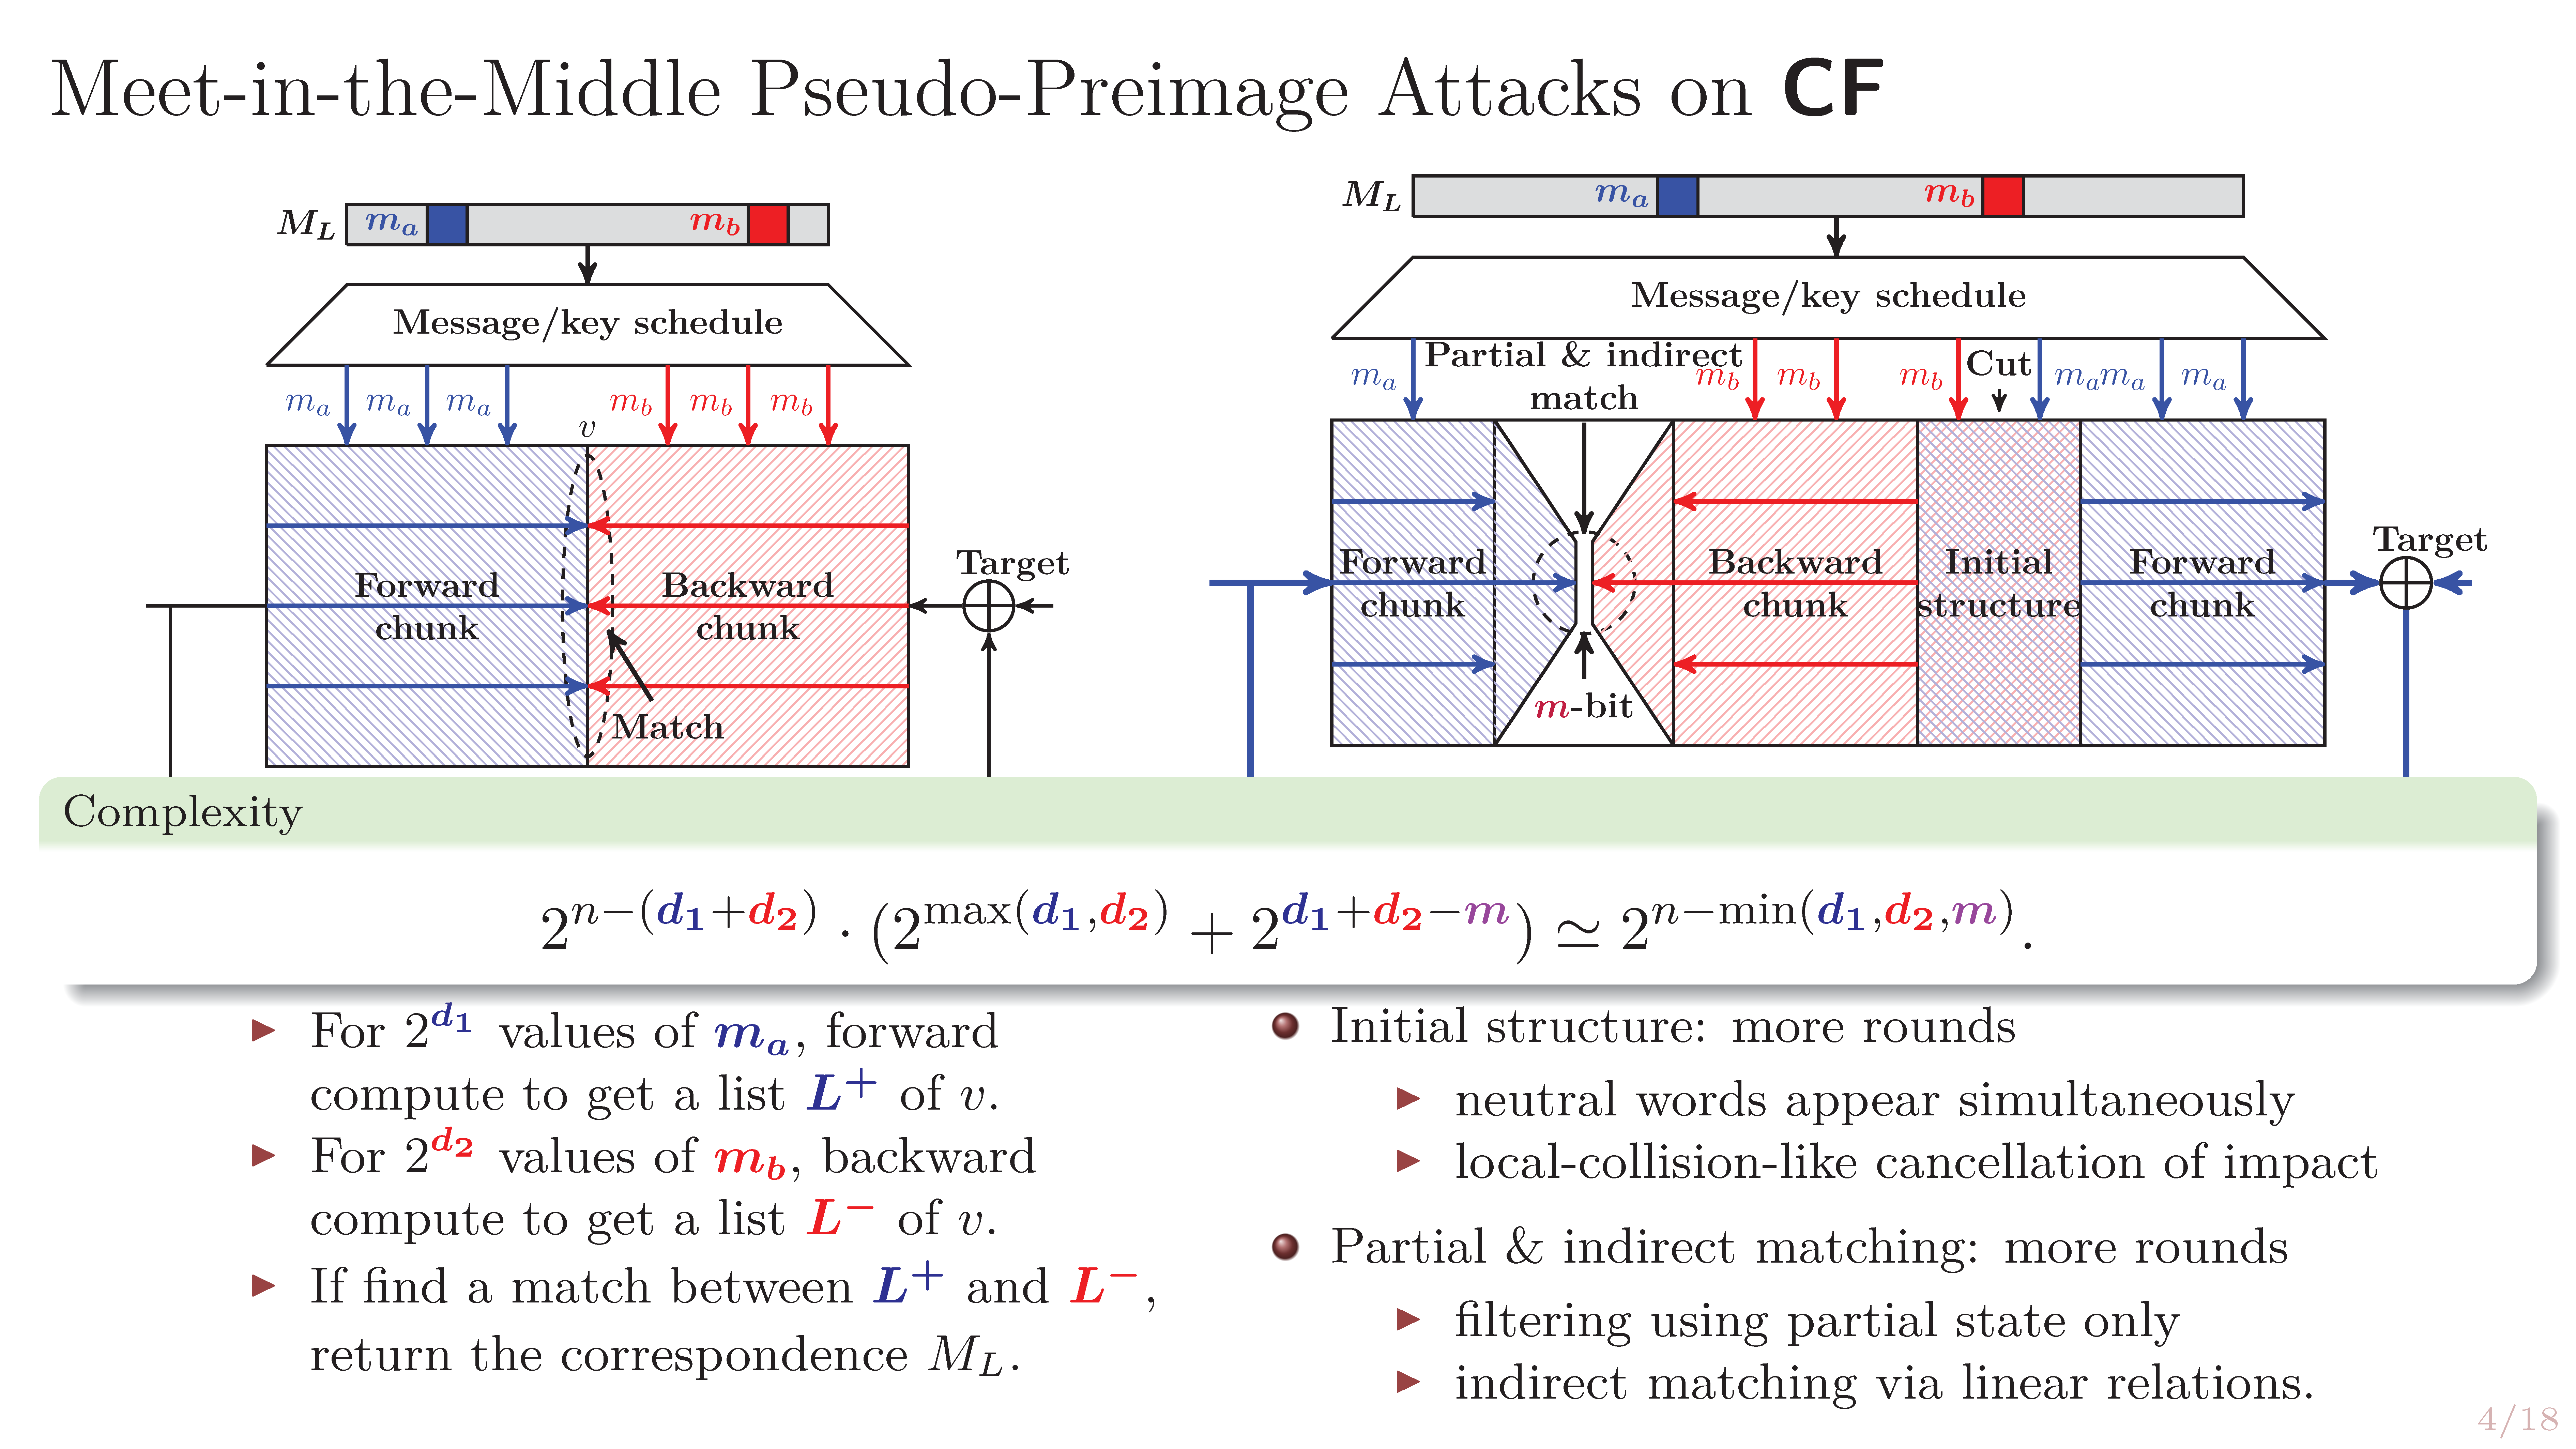 Meet-in-the-Middle Pseudo-Preimage Attacks on CF
M_L m_a m_b
Message/key schedule
m_a m_a m_a m_b m_b m_b
v
Forward chunk
Backward chunk
Match
Target
M_L m_a m_b
Message/key schedule
m_a m_b m_b m_b m_a m_a m_a
Partial & indirect
match
Cut
Forward chunk
Backward chunk
Initial structure
Forward chunk
m-bit
Target
Complexity
2^{n−(d_1+d_2)} · (2^{max(d_1,d_2)} + 2^{d_1+d_2−m}) ≃ 2^{n−min(d_1,d_2,m)}.
▶ For 2^{d_1} values of m_a, forward
compute to get a list L^+ of v.
▶ For 2^{d_2} values of m_b, backward
compute to get a list L^− of v.
▶ If find a match between L^+ and L^−,
return the correspondence M_L.
Initial structure: more rounds
▶ neutral words appear simultaneously
▶ local-collision-like cancellation of impact
Partial & indirect matching: more rounds
▶ filtering using partial state only
▶ indirect matching via linear relations.
4/18